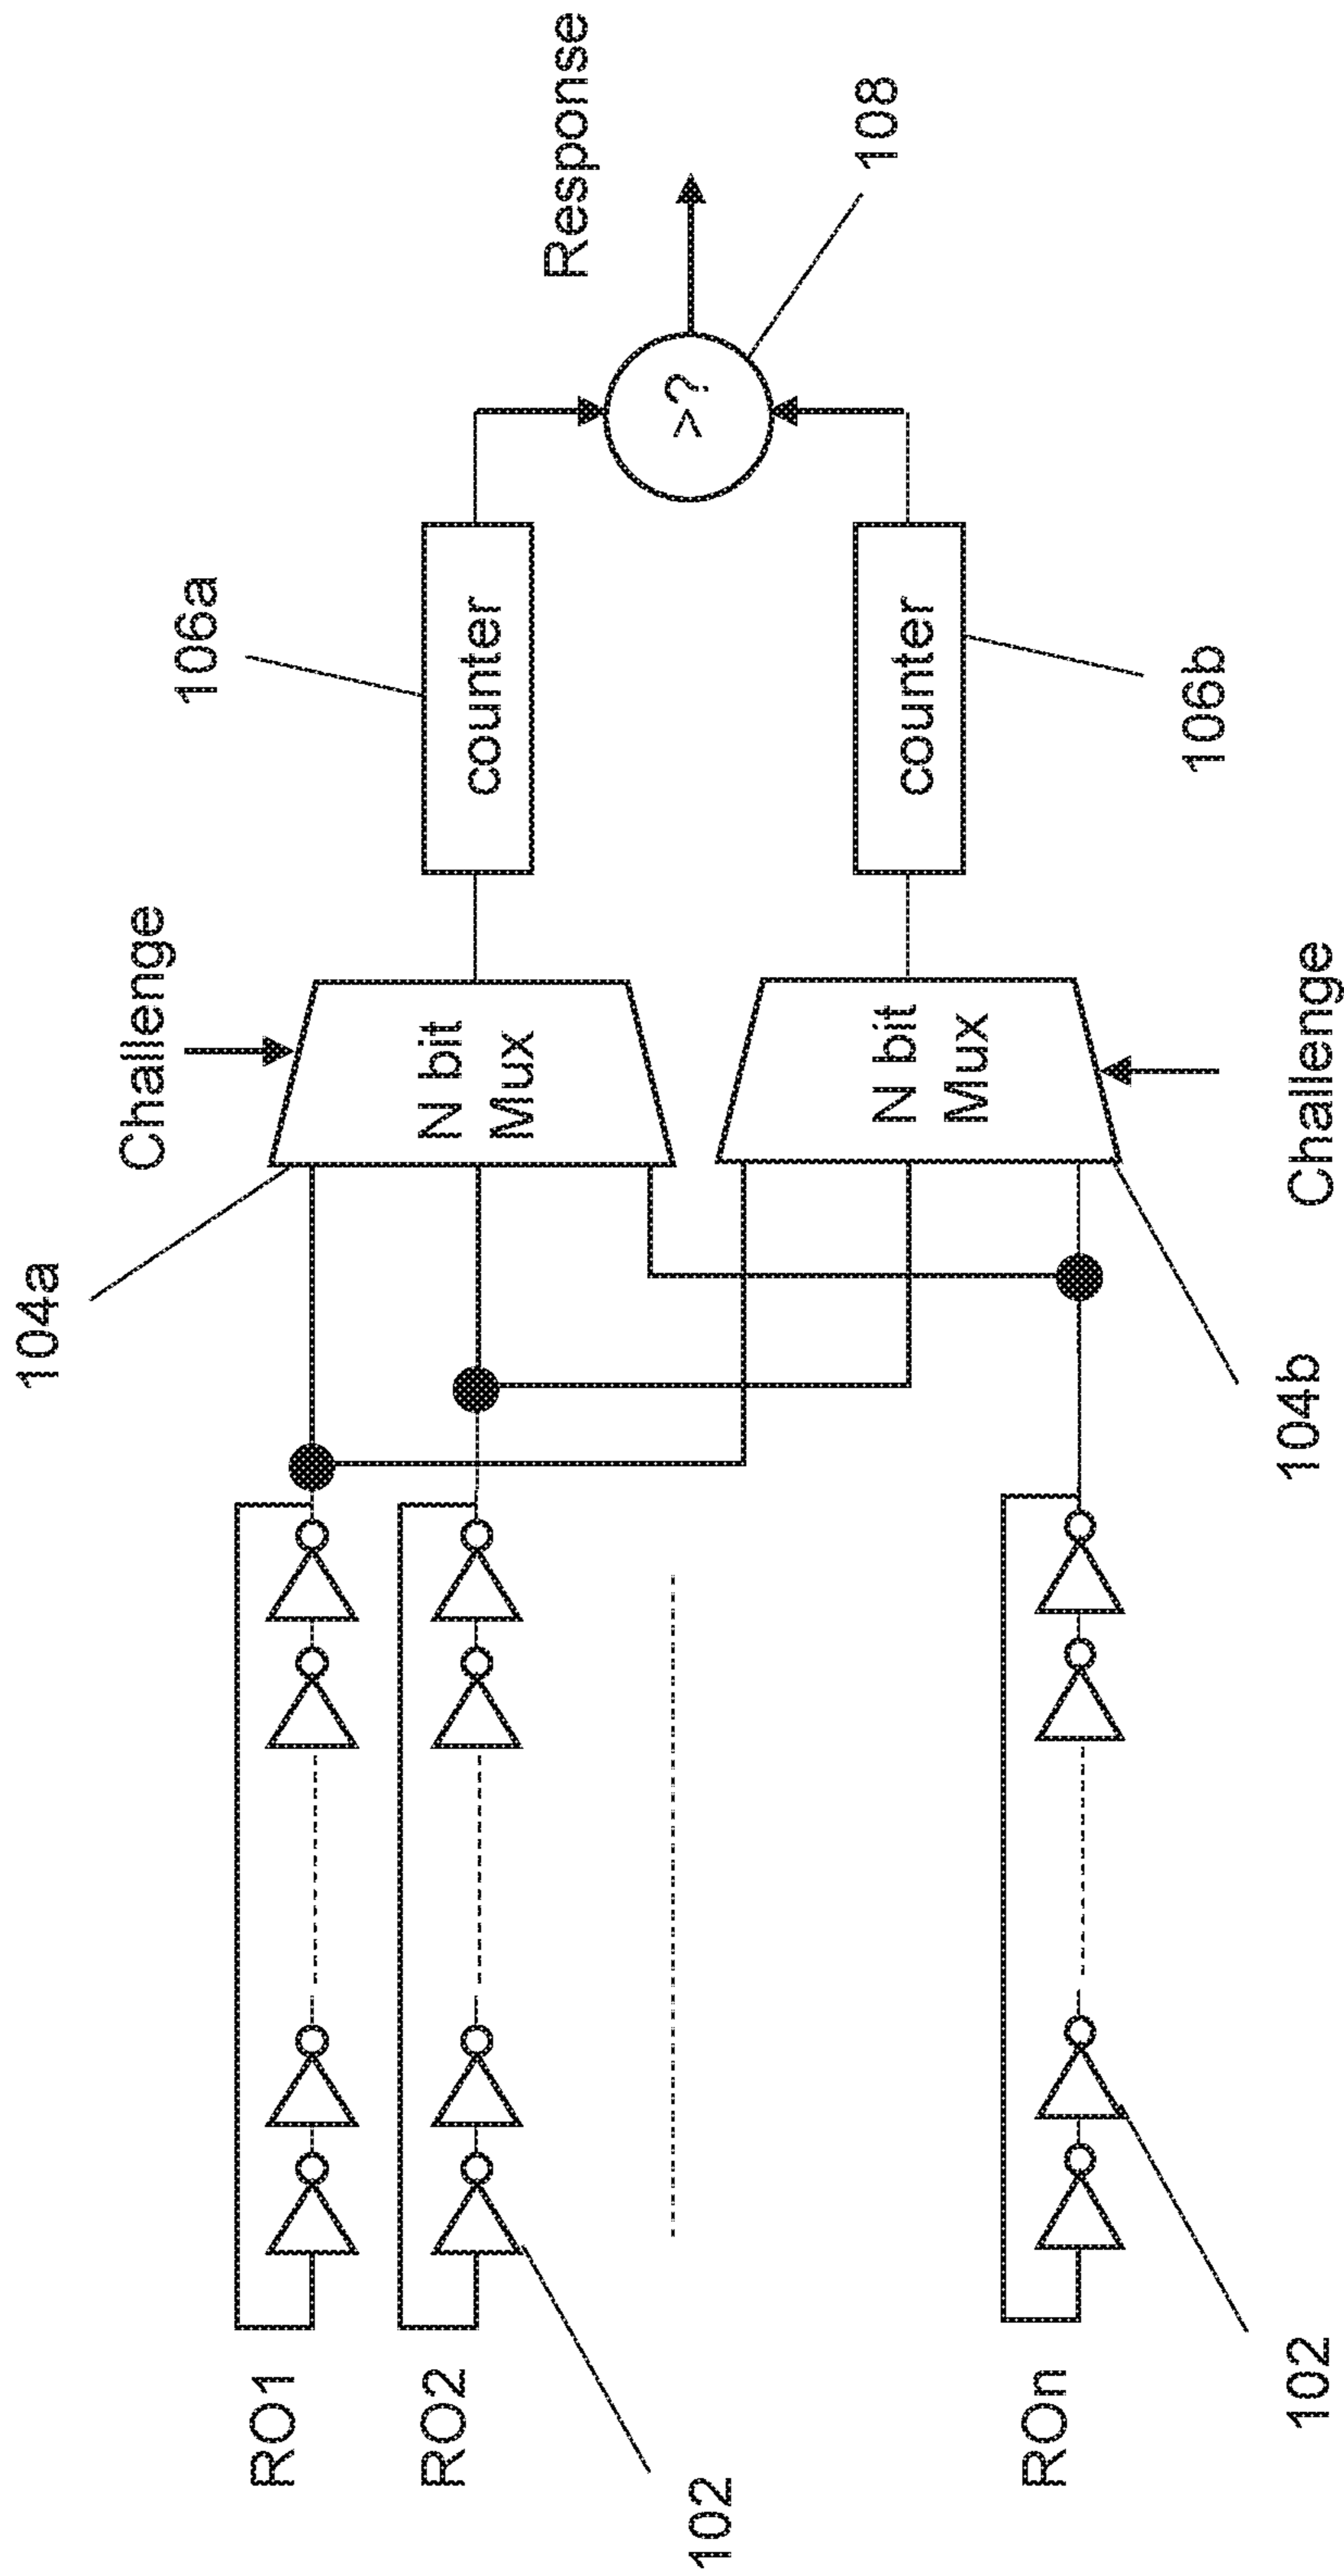 104a
Challenge
106a
RO1
N bit
Mux
counter
Response
RO2
>?
108
102
N bit
Mux
counter
ROn
106b
102
104b
Challenge